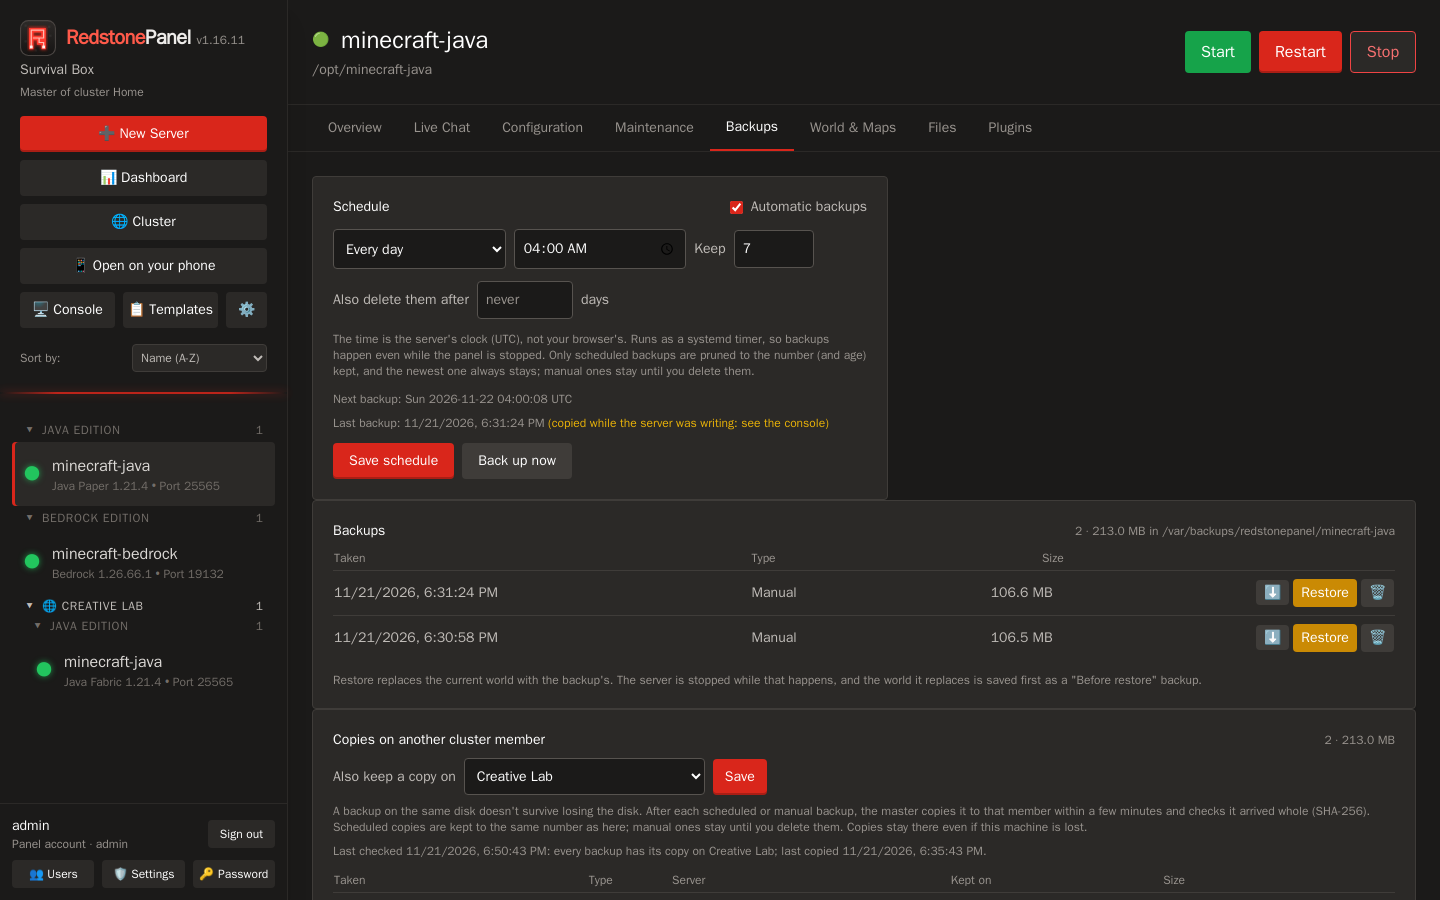 RedstonePanel v1.16.11
Survival Box
Master of cluster Home
New Server
Dashboard
Cluster
Open on your phone
Console
Templates
Sort by:
Name (A-Z)
JAVA EDITION 1
minecraft-java
Java Paper 1.21.4 • Port 25565
BEDROCK EDITION 1
minecraft-bedrock
Bedrock 1.26.66.1 • Port 19132
CREATIVE LAB 1
JAVA EDITION 1
minecraft-java
Java Fabric 1.21.4 • Port 25565
admin
Panel account · admin
Sign out
Users
Settings
Password
minecraft-java
/opt/minecraft-java
Start
Restart
Stop
Overview
Live Chat
Configuration
Maintenance
Backups
World & Maps
Files
Plugins
Schedule
Automatic backups
Every day
04:00 AM
Keep
7
Also delete them after never days
The time is the server's clock (UTC), not your browser's. Runs as a systemd timer, so backups
happen even while the panel is stopped. Only scheduled backups are pruned to the number (and age)
kept, and the newest one always stays; manual ones stay until you delete them.
Next backup: Sun 2026-11-22 04:00:08 UTC
Last backup: 11/21/2026, 6:31:24 PM (copied while the server was writing: see the console)
Save schedule
Back up now
Backups
2 · 213.0 MB in /var/backups/redstonepanel/minecraft-java
Taken Type Size
11/21/2026, 6:31:24 PM Manual 106.6 MB Restore
11/21/2026, 6:30:58 PM Manual 106.5 MB Restore
Restore replaces the current world with the backup's. The server is stopped while that happens, and the world it replaces is saved first as a "Before restore" backup.
Copies on another cluster member
2 · 213.0 MB
Also keep a copy on Creative Lab Save
A backup on the same disk doesn't survive losing the disk. After each scheduled or manual backup, the master copies it to that member within a few minutes and checks it arrived whole (SHA-256).
Scheduled copies are kept to the same number as here; manual ones stay until you delete them. Copies stay there even if this machine is lost.
Last checked 11/21/2026, 6:50:43 PM: every backup has its copy on Creative Lab; last copied 11/21/2026, 6:35:43 PM.
Taken Type Server Kept on Size